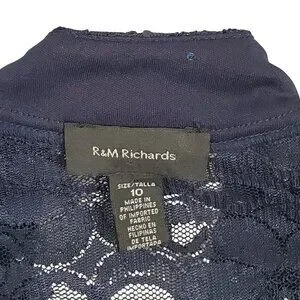 R&M Richards
SIZE/TALLA
10
MADE IN
PHILIPPINES
OF IMPORTED
FABRIC
HECHO EN
FILIPINAS
DE TELA
IMPORTADA